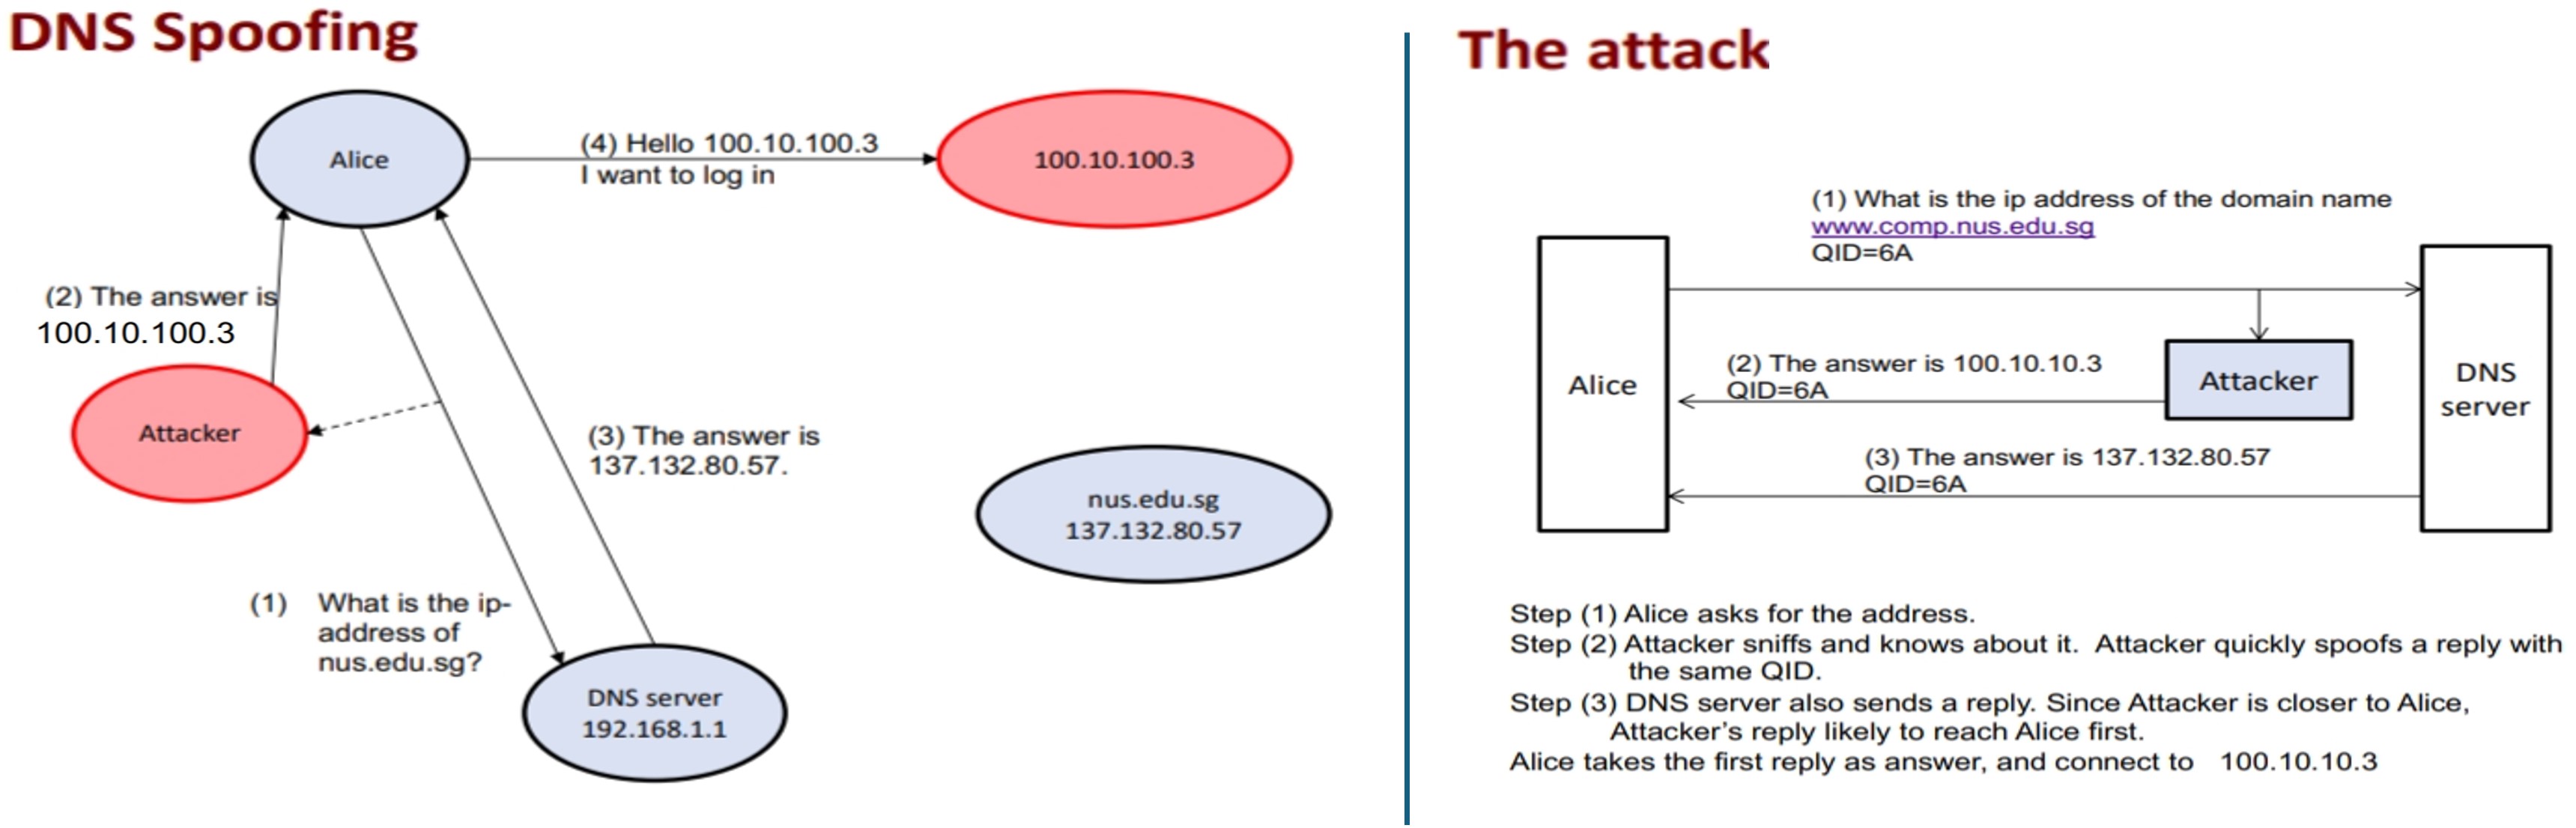 DNS Spoofing
Alice
(4) Hello 100.10.100.3
I want to log in
100.10.100.3
(2) The answer is
100.10.100.3
Attacker
(3) The answer is
137.132.80.57.
nus.edu.sg
137.132.80.57
(1) What is the ip-
address of
nus.edu.sg?
DNS server
192.168.1.1
The attack
(1) What is the ip address of the domain name
www.comp.nus.edu.sg
QID=6A
Alice
(2) The answer is 100.10.10.3
QID=6A
Attacker
DNS
server
(3) The answer is 137.132.80.57
QID=6A
Step (1) Alice asks for the address.
Step (2) Attacker sniffs and knows about it. Attacker quickly spoofs a reply with
the same QID.
Step (3) DNS server also sends a reply. Since Attacker is closer to Alice,
Attacker's reply likely to reach Alice first.
Alice takes the first reply as answer, and connect to 100.10.10.3